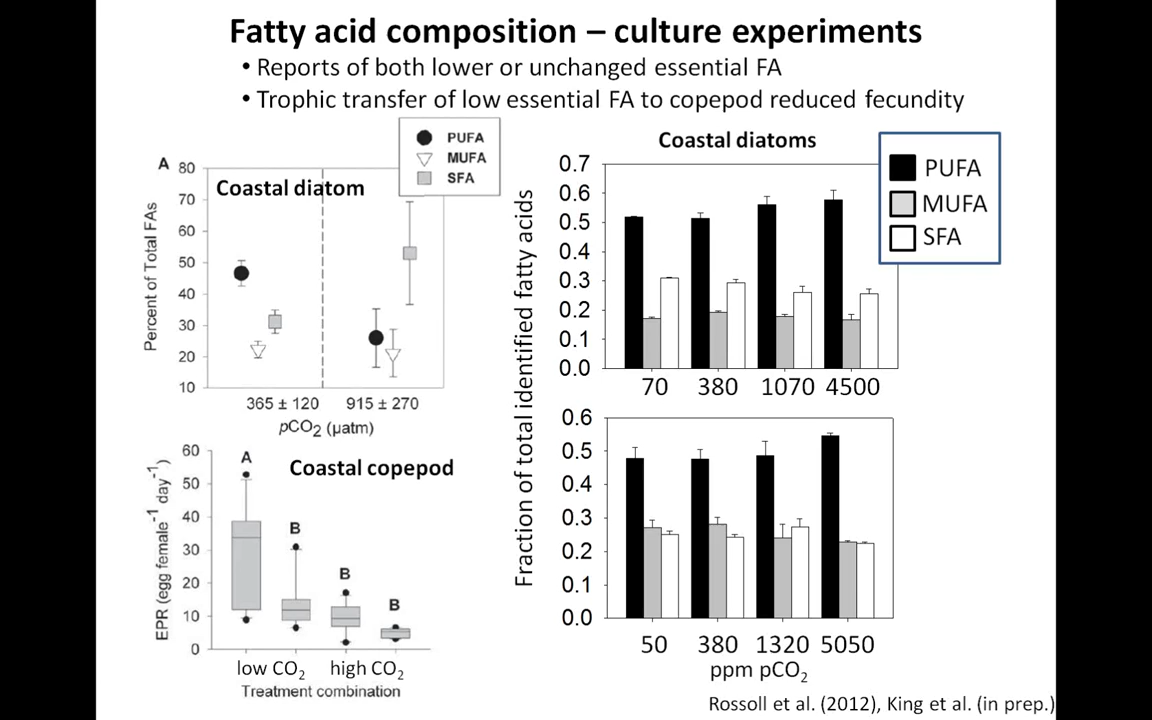 Fatty acid composition – culture experiments
• Reports of both lower or unchanged essential FA
• Trophic transfer of low essential FA to copepod reduced fecundity
PUFA
MUFA
SFA
A
Coastal diatom
Percent of Total FAs
80
70
60
50
40
30
20
10
365 ± 120 915 ± 270
pCO2 (µatm)
Coastal copepod
EPR (egg female-1 day-1)
60
50
40
30
20
10
0
A
B
B
B
low CO2 high CO2
Treatment combination
Coastal diatoms
PUFA
MUFA
SFA
Fraction of total identified fatty acids
0.7
0.6
0.5
0.4
0.3
0.2
0.1
0.0
70 380 1070 4500
0.6
0.5
0.4
0.3
0.2
0.1
0.0
50 380 1320 5050
ppm pCO2
Rossoll et al. (2012), King et al. (in prep.)